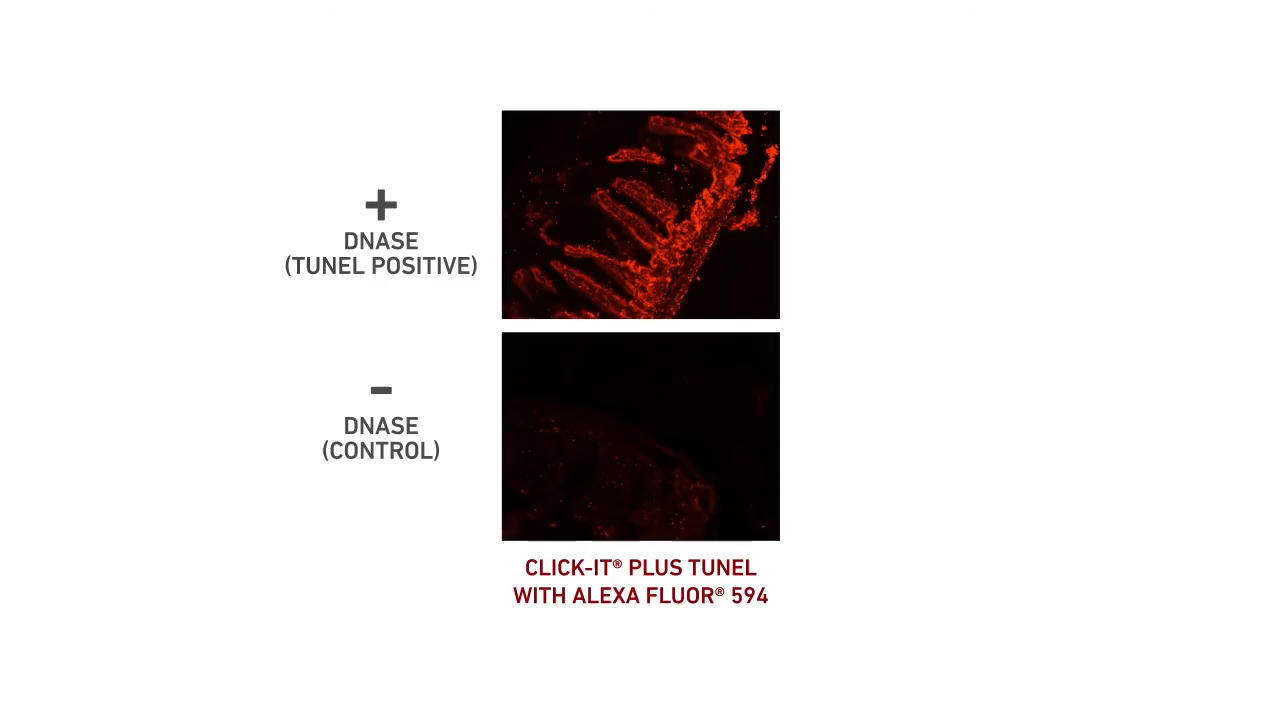 +
DNASE
(TUNEL POSITIVE)
-
DNASE
(CONTROL)
CLICK-IT® PLUS TUNEL
WITH ALEXA FLUOR® 594